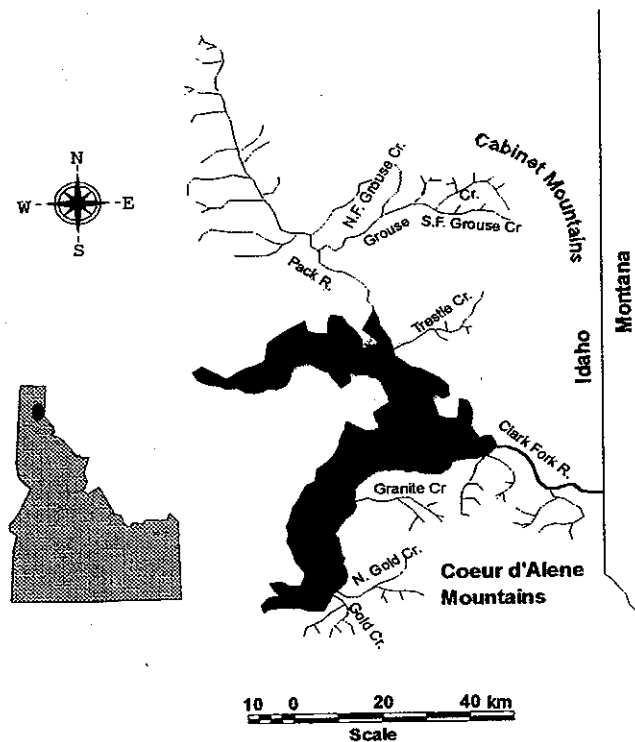 N
W
E
S
N.F. Grouse Cr.
Cabinet Mountains
Cr.
Grouse
S.F. Grouse Cr
Pack R.
Trestle Cr.
Idaho
Montana
Clark Fork R.
Granite Cr
N. Gold Cr.
Gold Cr.
Coeur d'Alene
Mountains
10 0 20 40 km
Scale